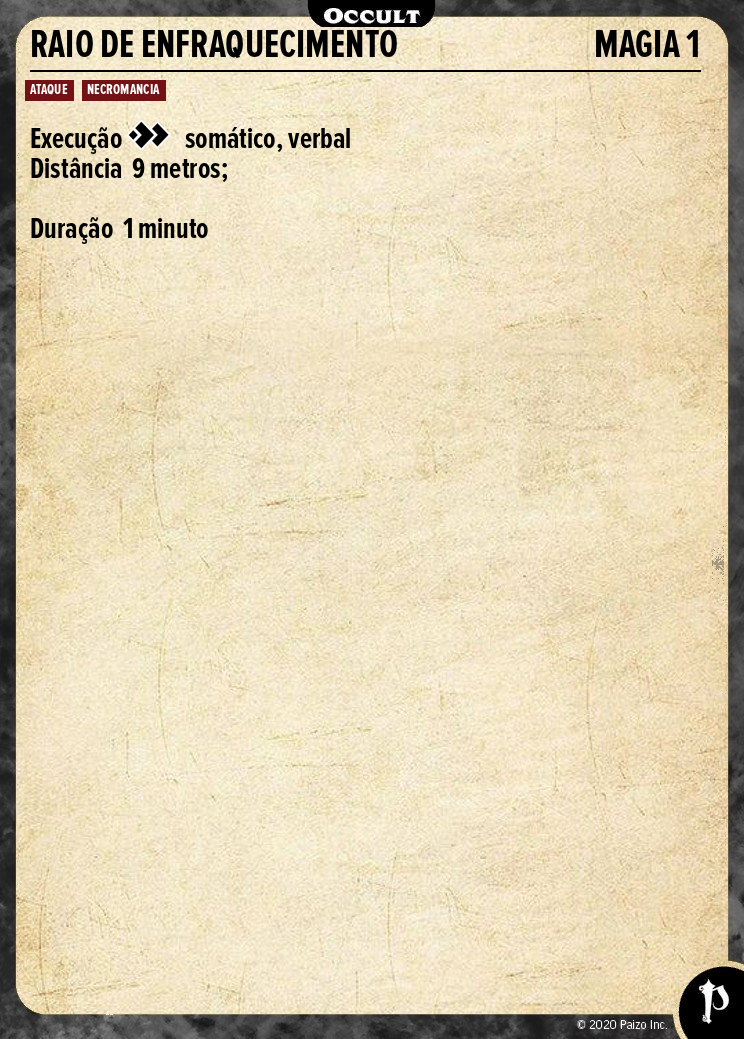 OCCULT
RAIO DE ENFRAQUECIMENTO MAGIA 1
ATAQUE NECROMANCIA
Execução somático, verbal
Distância 9 metros;
Duração 1 minuto
© 2020 Paizo Inc.
P